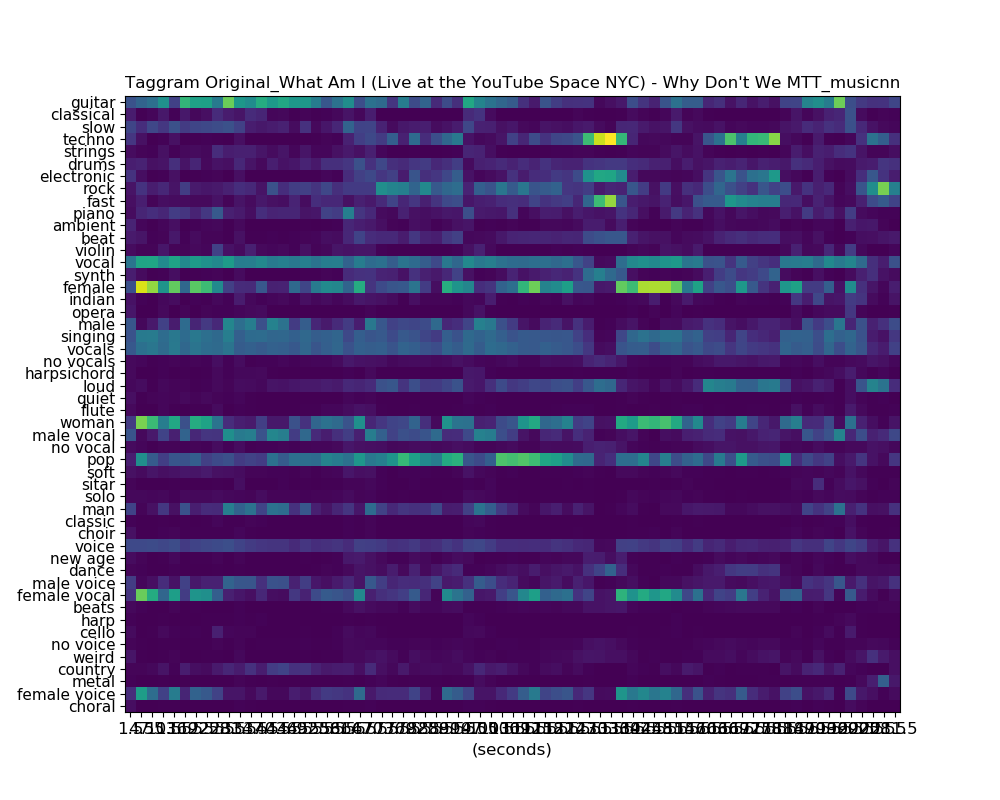 Taggram Original_What Am I (Live at the YouTube Space NYC) - Why Don't We MTT_musicnn
guitar
classical
slow
techno
strings
drums
electronic
rock
fast
piano
ambient
beat
violin
vocal
synth
female
indian
opera
male
singing
vocals
no vocals
harpsichord
loud
quiet
flute
woman
male vocal
no vocal
pop
soft
sitar
solo
man
classic
choir
voice
new age
dance
male voice
female vocal
beats
harp
cello
no voice
weird
country
metal
female voice
choral
(seconds)